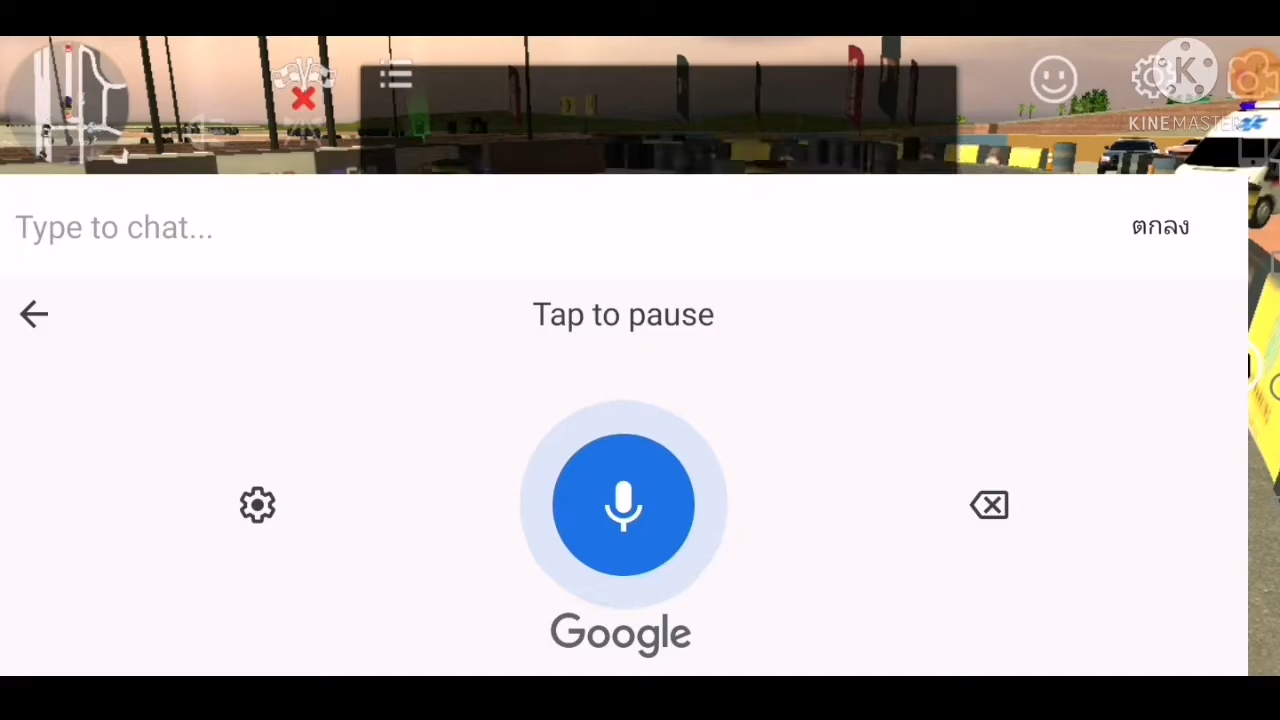 KINEMASTER
Type to chat...
ตกลง
Tap to pause
Google